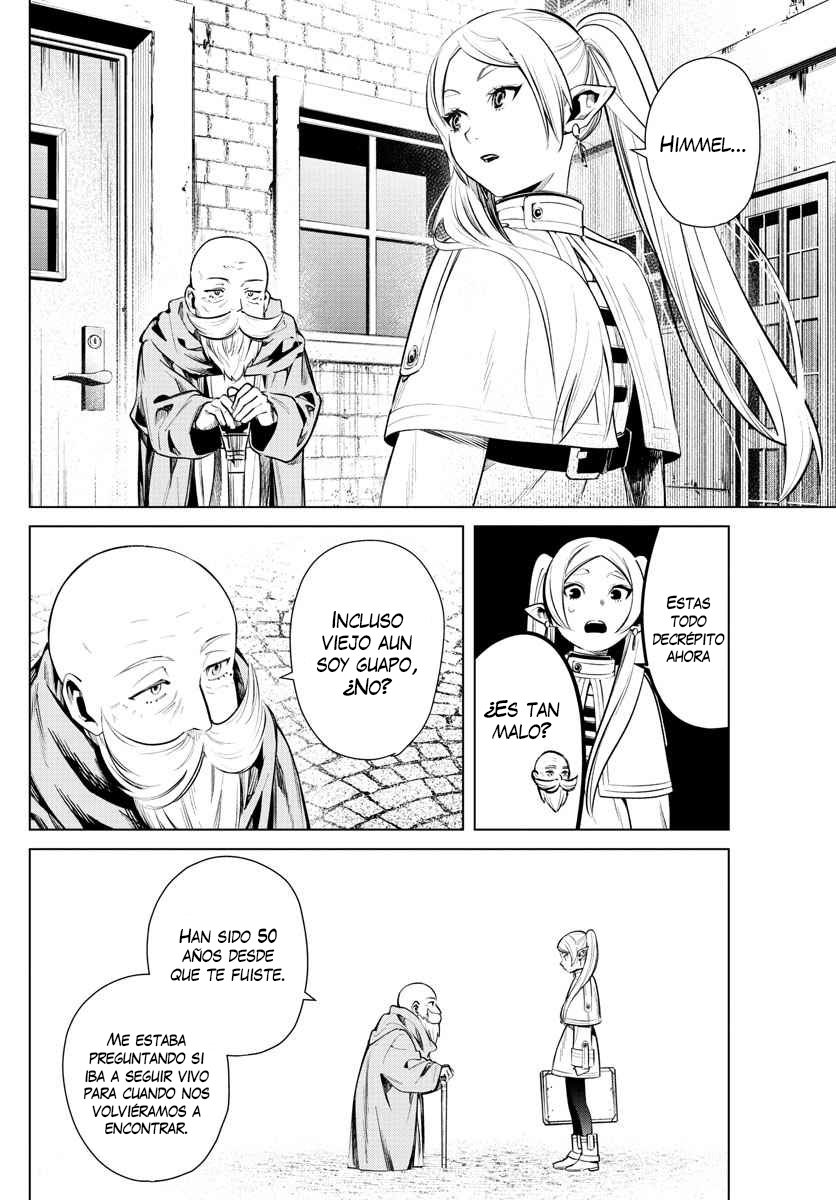 HIMMEL...
ESTAS
TODO
DECRÉPITO
AHORA
¿ES TAN
MALO?
INCLUSO
VIEJO AUN
SOY GUAPO,
¿NO?
HAN SIDO 50
AÑOS DESDE
QUE TE FUISTE.
ME ESTABA
PREGUNTANDO SI
IBA A SEGUIR VIVO
PARA CUANDO NOS
VOLVIÉRAMOS A
ENCONTRAR.